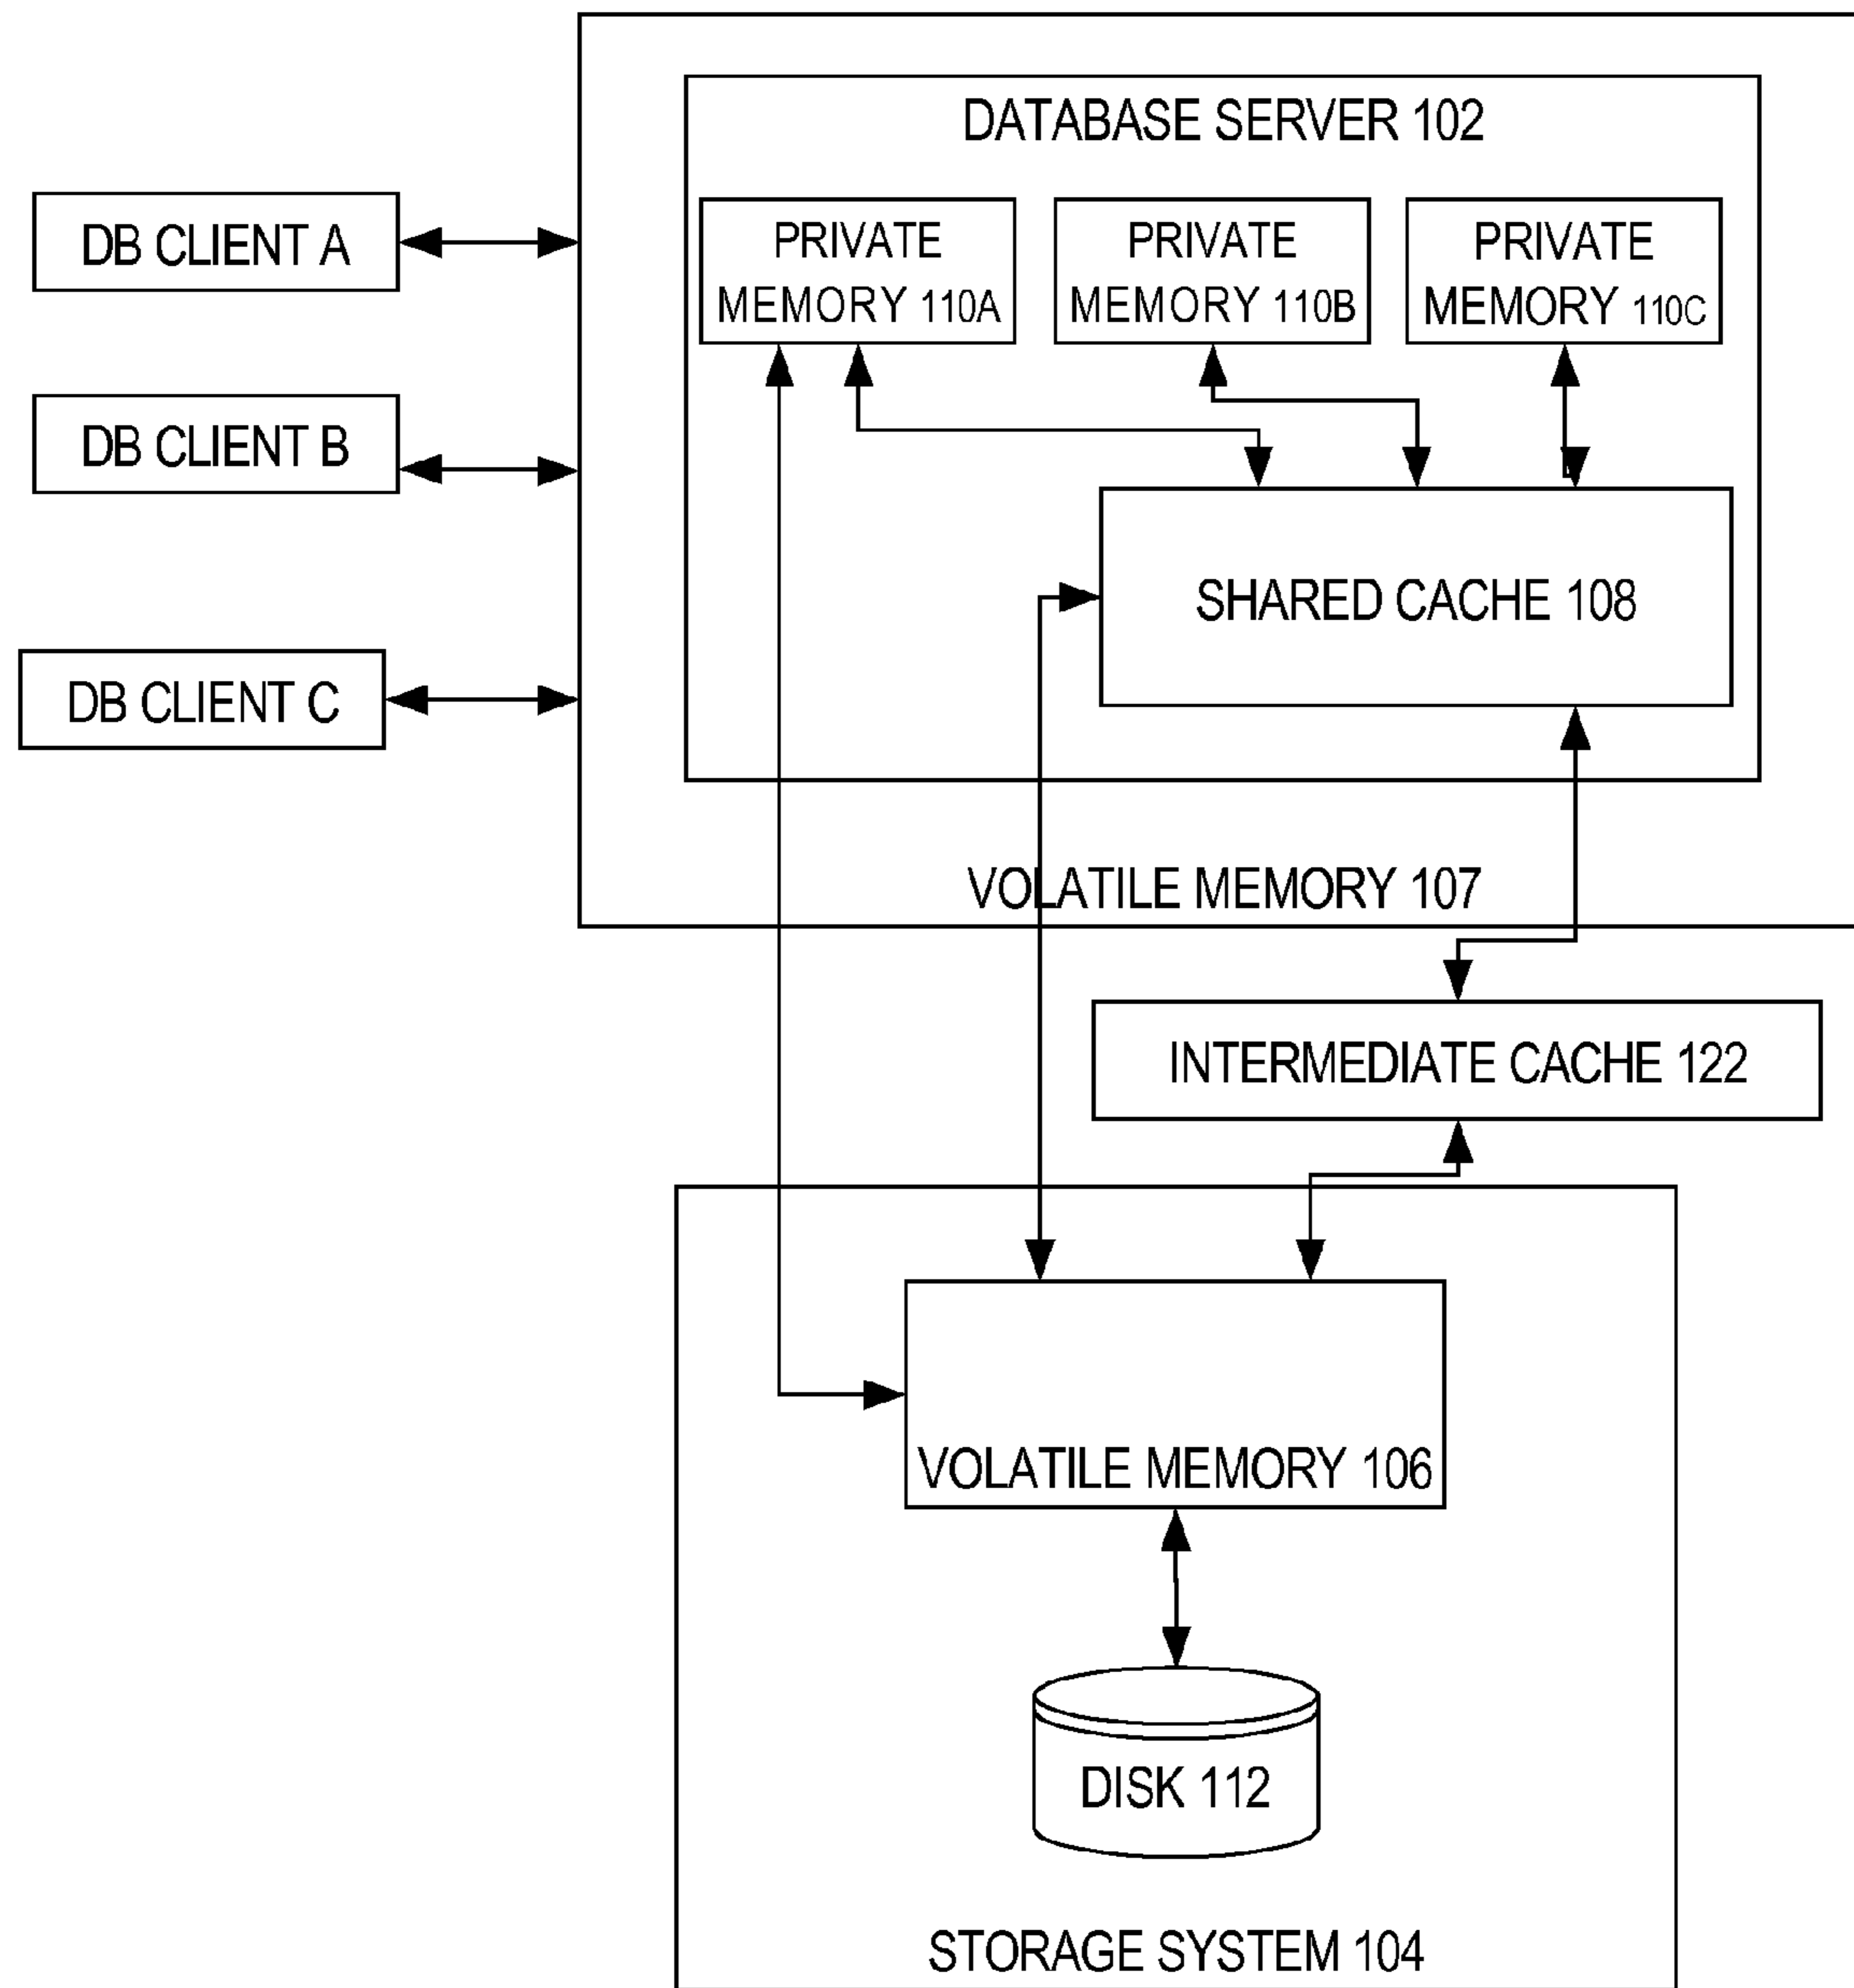 DATABASE SERVER 102
DB CLIENT A
PRIVATE
MEMORY 110A
PRIVATE
MEMORY 110B
PRIVATE
MEMORY 110C
DB CLIENT B
SHARED CACHE 108
DB CLIENT C
VOLATILE MEMORY 107
INTERMEDIATE CACHE 122
VOLATILE MEMORY 106
DISK 112
STORAGE SYSTEM 104